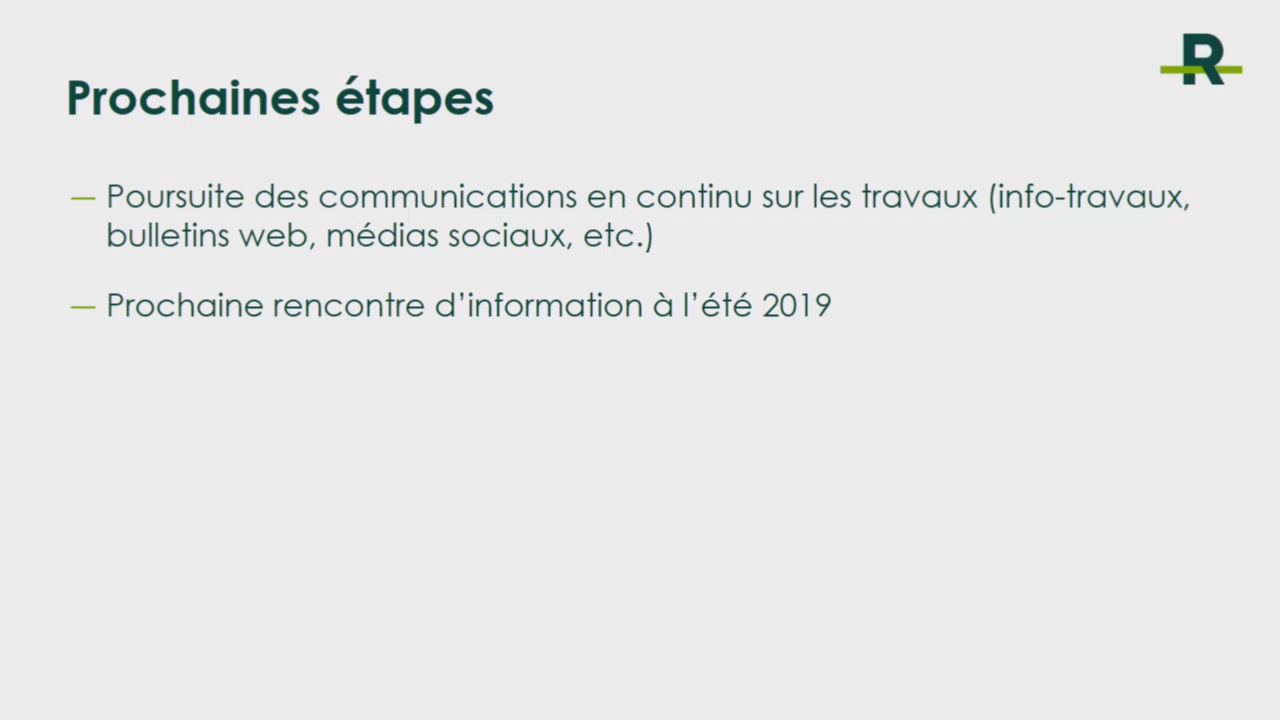 R
Prochaines étapes
— Poursuite des communications en continu sur les travaux (info-travaux,
bulletins web, médias sociaux, etc.)
— Prochaine rencontre d’information à l’été 2019